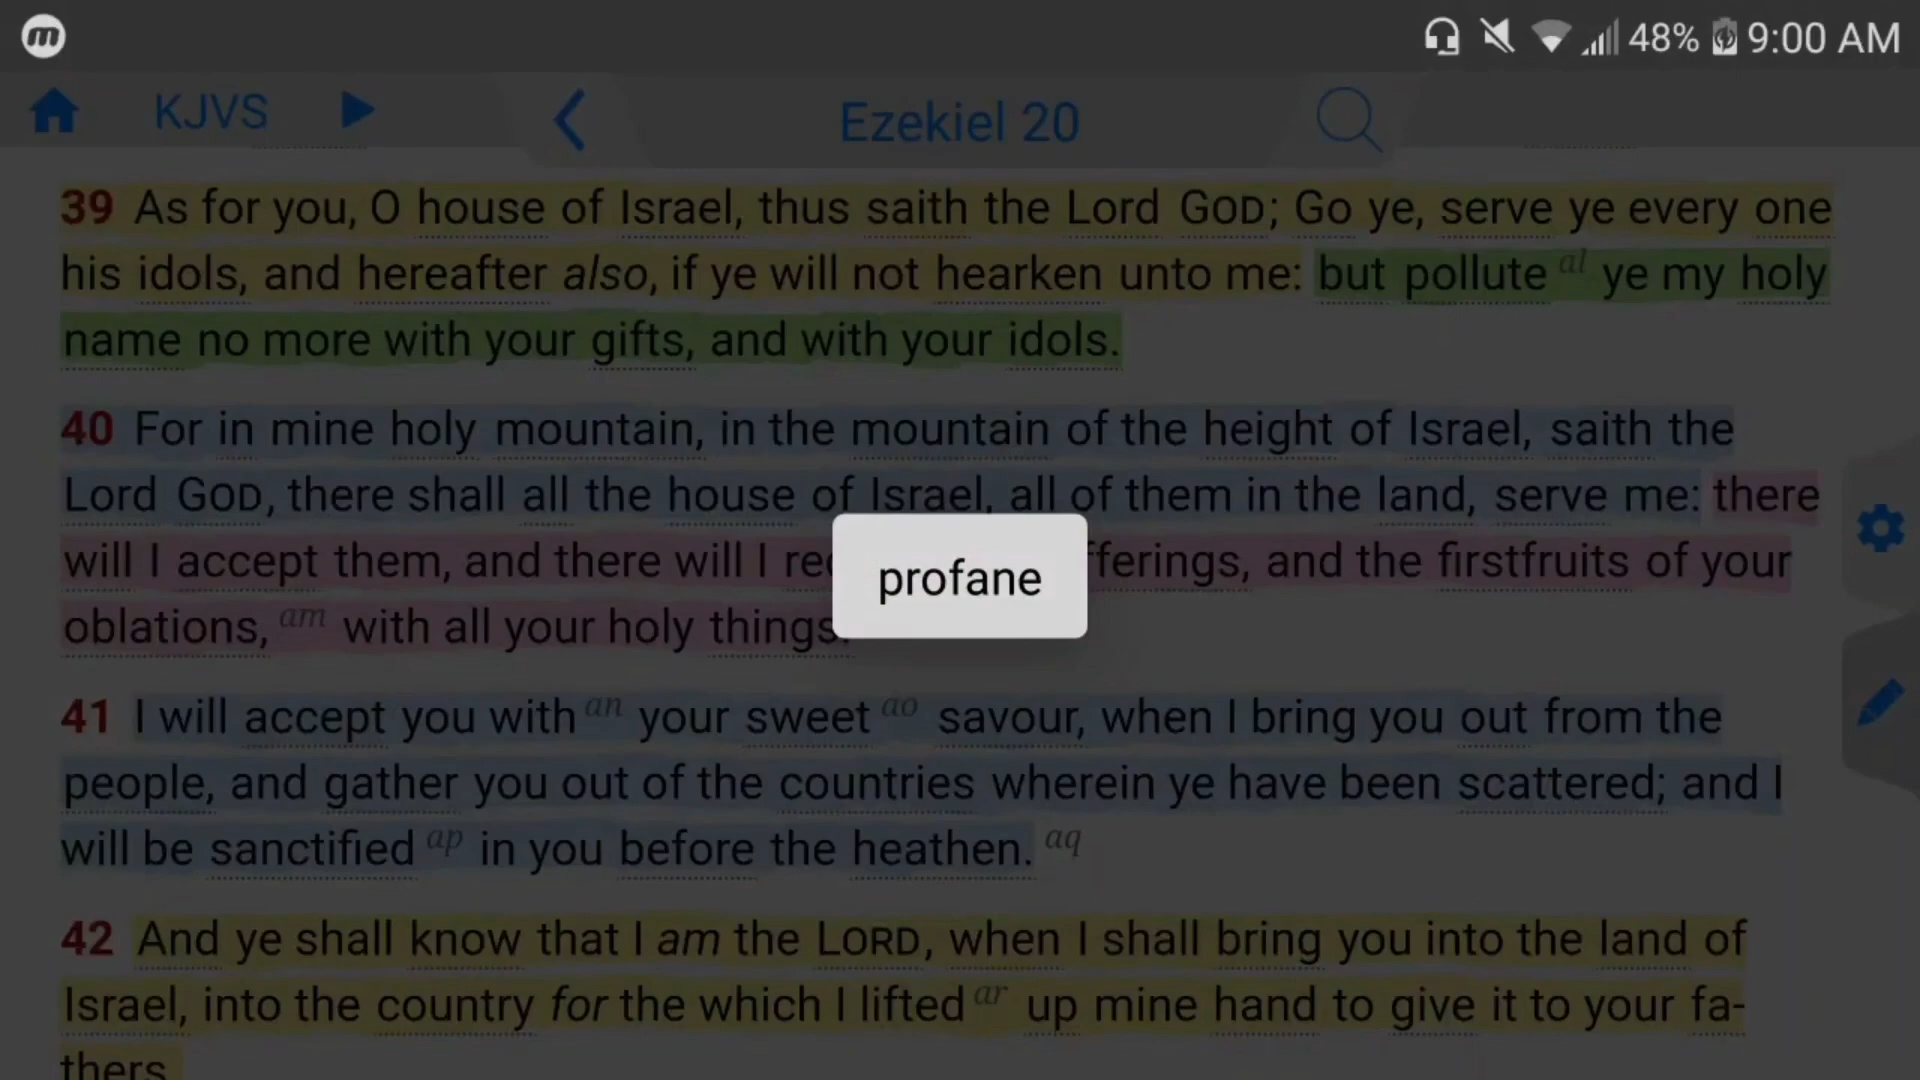 m
48% 9:00 AM
KJVS Ezekiel 20
39 As for you, O house of Israel, thus saith the Lord GOD; Go ye, serve ye every one
his idols, and hereafter also, if ye will not hearken unto me: but pollute al ye my holy
name no more with your gifts, and with your idols.
40 For in mine holy mountain, in the mountain of the height of Israel, saith the
Lord GOD, there shall all the house of Israel, all of them in the land, serve me: there
will I accept them, and there will I and the firstfruits of your
profane
oblations, am with all your holy things.
41 I will accept you with an your sweet ao savour, when I bring you out from the
people, and gather you out of the countries wherein ye have been scattered; and I
will be sanctified ap in you before the heathen. aq
42 And ye shall know that I am the LORD, when I shall bring you into the land of
Israel, into the country for the which I lifted ar up mine hand to give it to your fa-
thers.